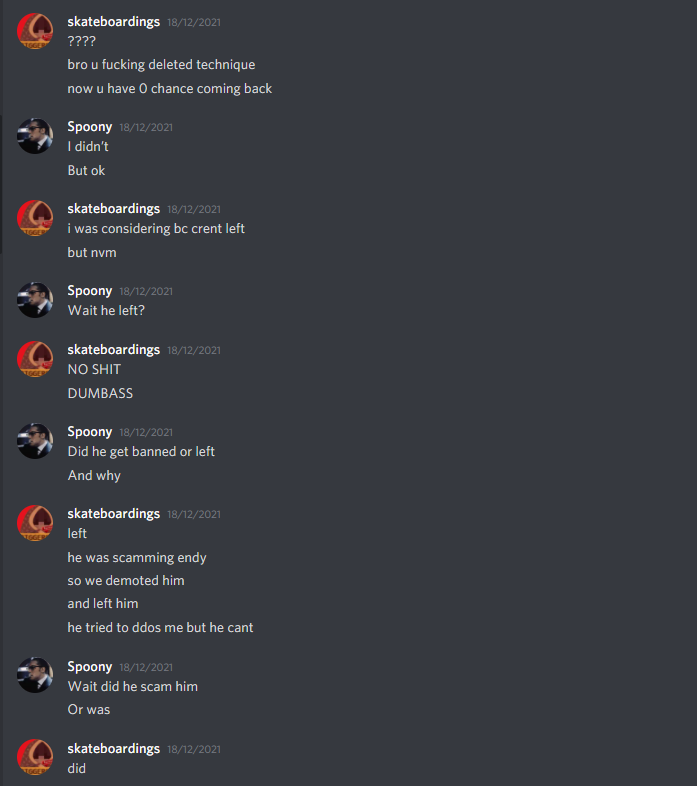 skateboardings 18/12/2021
????
bro u fucking deleted technique
now u have 0 chance coming back
Spoony 18/12/2021
I didn't
But ok
skateboardings 18/12/2021
i was considering bc crent left
but nvm
Spoony 18/12/2021
Wait he left?
skateboardings 18/12/2021
NO SHIT
DUMBASS
Spoony 18/12/2021
Did he get banned or left
And why
skateboardings 18/12/2021
left
he was scamming endy
so we demoted him
and left him
he tried to ddos me but he cant
Spoony 18/12/2021
Wait did he scam him
Or was
skateboardings 18/12/2021
did